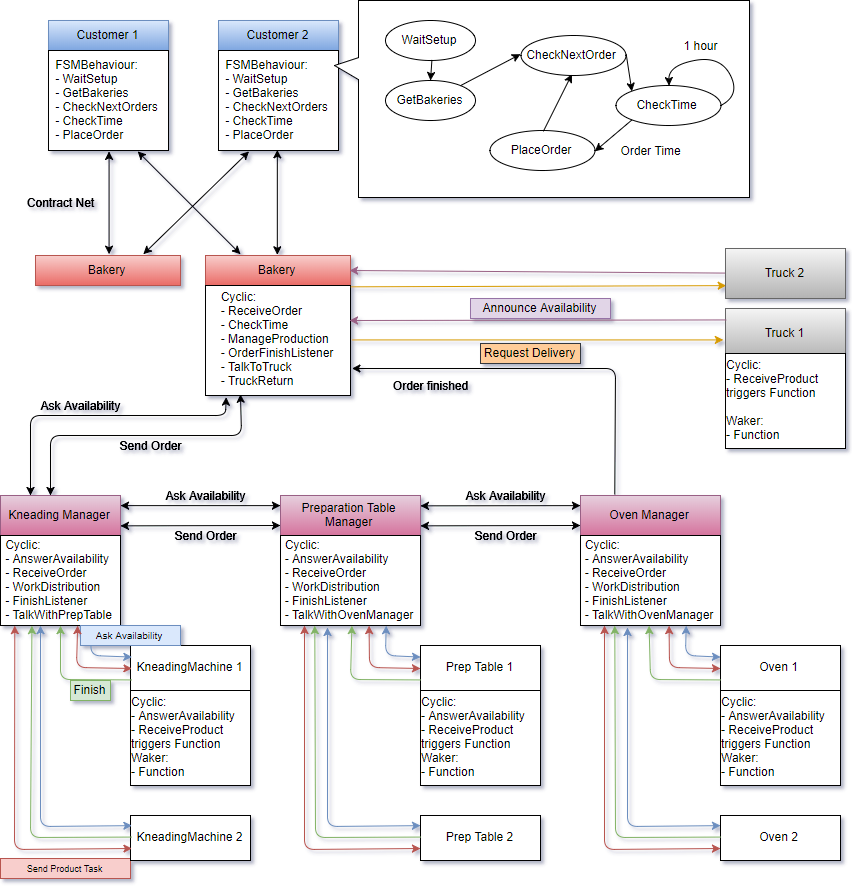 Customer 1
FSMBehaviour:
- WaitSetup
- GetBakeries
- CheckNextOrders
- CheckTime
- PlaceOrder
Customer 2
FSMBehaviour:
- WaitSetup
- GetBakeries
- CheckNextOrders
- CheckTime
- PlaceOrder
WaitSetup
GetBakeries
CheckNextOrder
1 hour
CheckTime
PlaceOrder
Order Time
Contract Net
Bakery
Bakery
Cyclic:
- ReceiveOrder
- CheckTime
- ManageProduction
- OrderFinishListener
- TalkToTruck
- TruckReturn
Truck 2
Announce Availability
Truck 1
Cyclic:
- ReceiveProduct
triggers Function
Waker:
- Function
Request Delivery
Order finished
Ask Availability
Send Order
Kneading Manager
Cyclic:
- AnswerAvailability
- ReceiveOrder
- WorkDistribution
- FinishListener
- TalkWithPrepTable
Ask Availability
Send Order
Preparation Table
Manager
Cyclic:
- AnswerAvailability
- ReceiveOrder
- WorkDistribution
- FinishListener
- TalkWithOvenManager
Ask Availability
Send Order
Oven Manager
Cyclic:
- AnswerAvailability
- ReceiveOrder
- WorkDistribution
- FinishListener
- TalkWithOvenManager
Ask Availability
Finish
KneadingMachine 1
Cyclic:
- AnswerAvailability
- ReceiveProduct
triggers Function
Waker:
- Function
Prep Table 1
Cyclic:
- AnswerAvailability
- ReceiveProduct
triggers Function
Waker:
- Function
Oven 1
Cyclic:
- AnswerAvailability
- ReceiveProduct
triggers Function
Waker:
- Function
KneadingMachine 2
Prep Table 2
Oven 2
Send Product Task